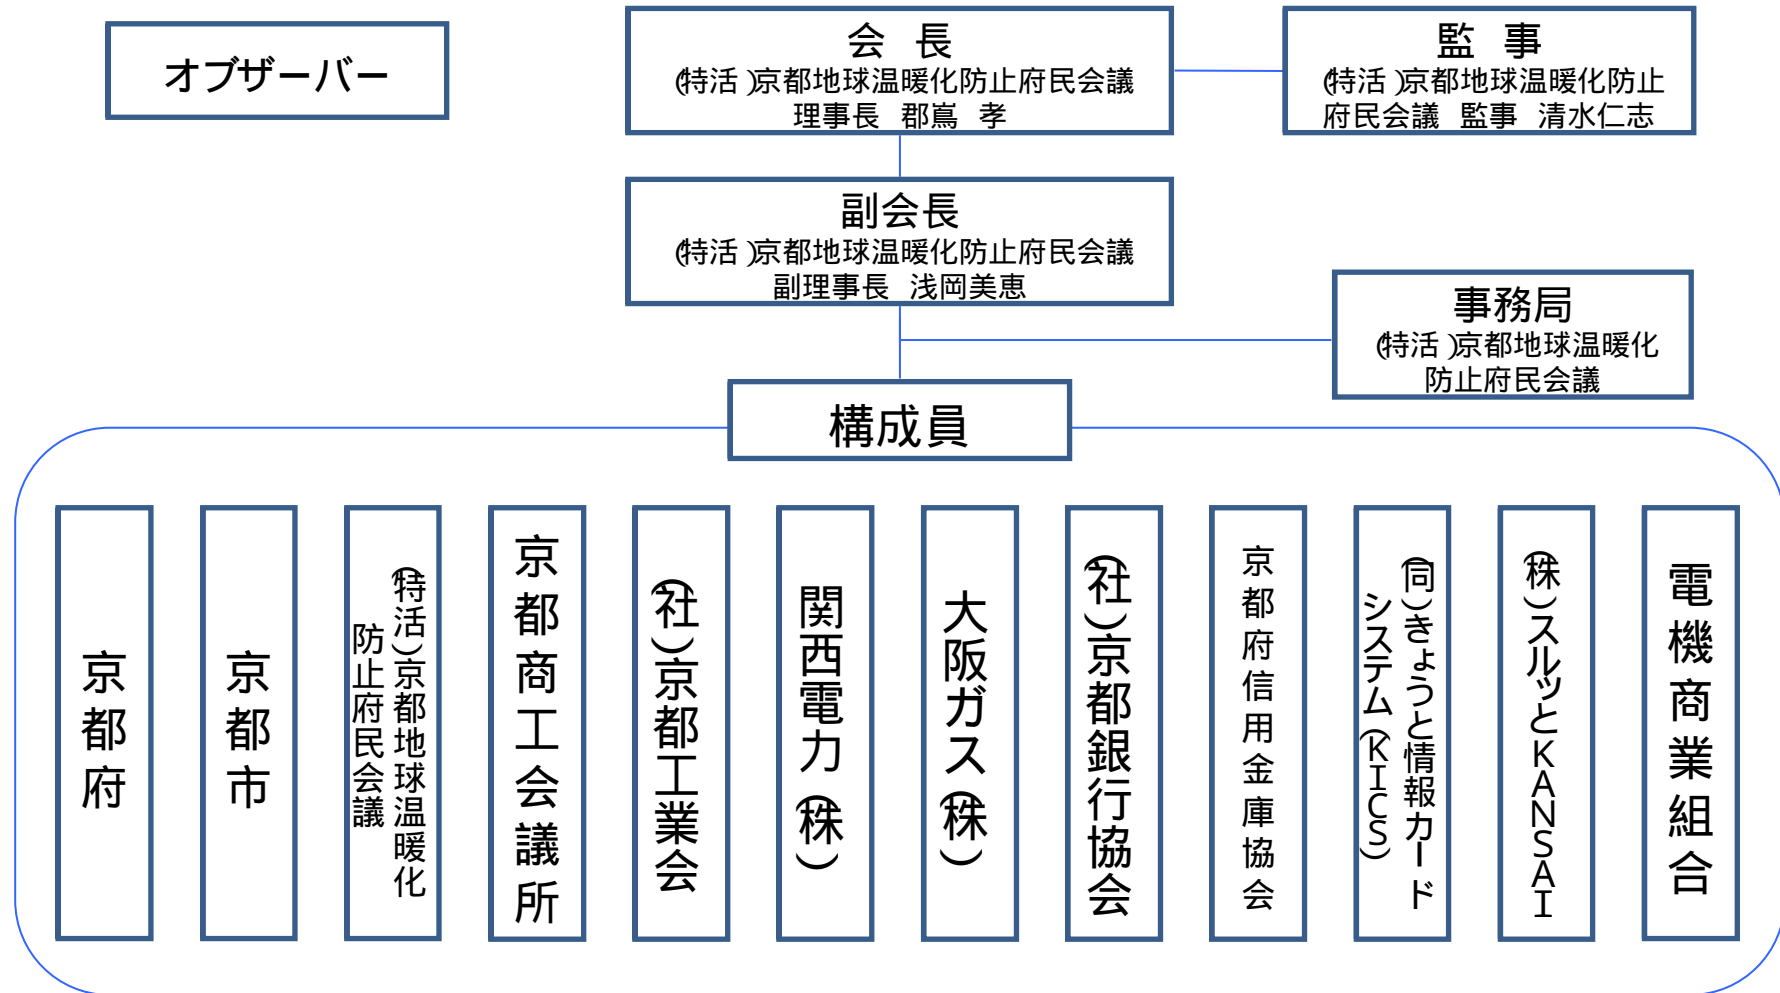 オブザーバー
会 長
(特活)京都地球温暖化防止府民会議
理事長 郡嶌 孝
監 事
(特活)京都地球温暖化防止
府民会議 監事 清水仁志
副会長
(特活)京都地球温暖化防止府民会議
副理事長 浅岡美恵
事務局
(特活)京都地球温暖化
防止府民会議
構成員
京都府
京都市
(特活)京都地球温暖化
防止府民会議
京都商工会議所
(社)京都工業会
関西電力(株)
大阪ガス(株)
(社)京都銀行協会
京都府信用金庫協会
(同)きょうと情報カード
システム(KICS)
(株)スルッとKANSAI
電機商業組合